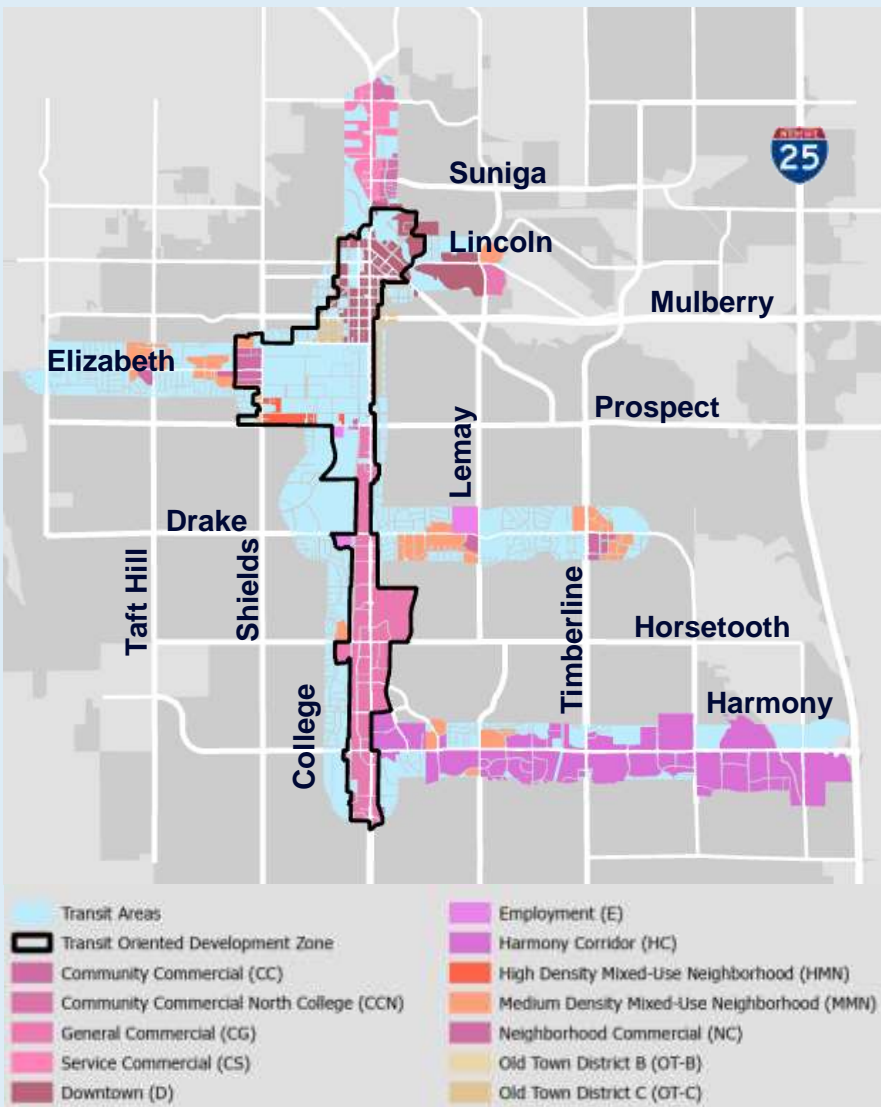 25
Suniga
Lincoln
Mulberry
Elizabeth
Prospect
Lemay
Drake
Taft Hill
Shields
Timberline
Horsetooth
College
Harmony
Transit Areas
Transit Oriented Development Zone
Community Commercial (CC)
Community Commercial North College (CCN)
General Commercial (CG)
Service Commercial (CS)
Downtown (D)
Employment (E)
Harmony Corridor (HC)
High Density Mixed-Use Neighborhood (HMN)
Medium Density Mixed-Use Neighborhood (MMN)
Neighborhood Commercial (NC)
Old Town District B (OT-B)
Old Town District C (OT-C)